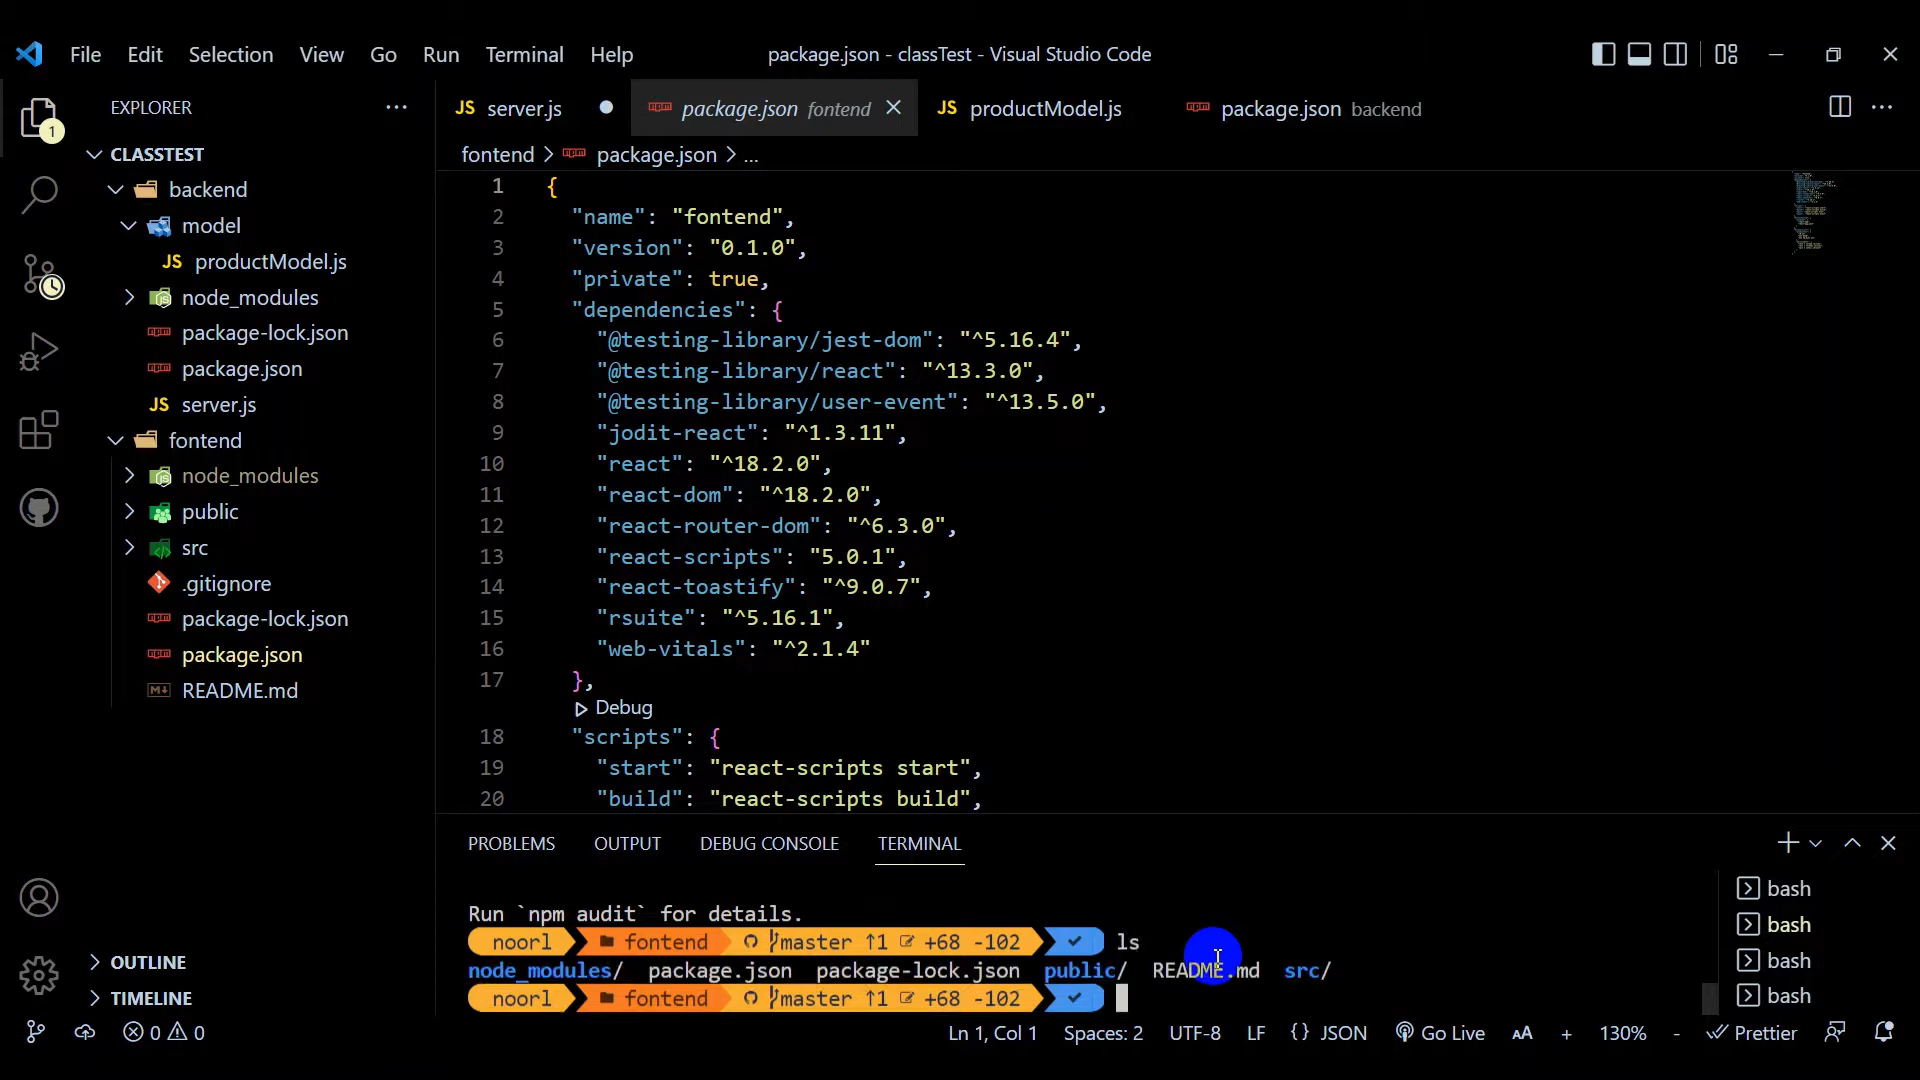 File Edit Selection View Go Run Terminal Help package.json - classTest - Visual Studio Code
EXPLORER
1
CLASSTEST
backend
model
JS productModel.js
node_modules
package-lock.json
package.json
JS server.js
fontend
node_modules
public
src
.gitignore
package-lock.json
package.json
README.md
OUTLINE
TIMELINE
JS server.js package.json fontend JS productModel.js package.json backend
fontend > package.json > ...
1 {
2 "name": "fontend",
3 "version": "0.1.0",
4 "private": true,
5 "dependencies": {
6 "@testing-library/jest-dom": "^5.16.4",
7 "@testing-library/react": "^13.3.0",
8 "@testing-library/user-event": "^13.5.0",
9 "jodit-react": "^1.3.11",
10 "react": "^18.2.0",
11 "react-dom": "^18.2.0",
12 "react-router-dom": "^6.3.0",
13 "react-scripts": "5.0.1",
14 "react-toastify": "^9.0.7",
15 "rsuite": "^5.16.1",
16 "web-vitals": "^2.1.4"
17 },
Debug
18 "scripts": {
19 "start": "react-scripts start",
20 "build": "react-scripts build",
PROBLEMS OUTPUT DEBUG CONSOLE TERMINAL
Run `npm audit` for details.
noorl fontend master ↑1 +68 -102 ls
node_modules/ package.json package-lock.json public/ README.md src/
noorl fontend master ↑1 +68 -102
bash
bash
bash
bash
0 0 Ln 1, Col 1 Spaces: 2 UTF-8 LF {} JSON Go Live AA + 130% - Prettier